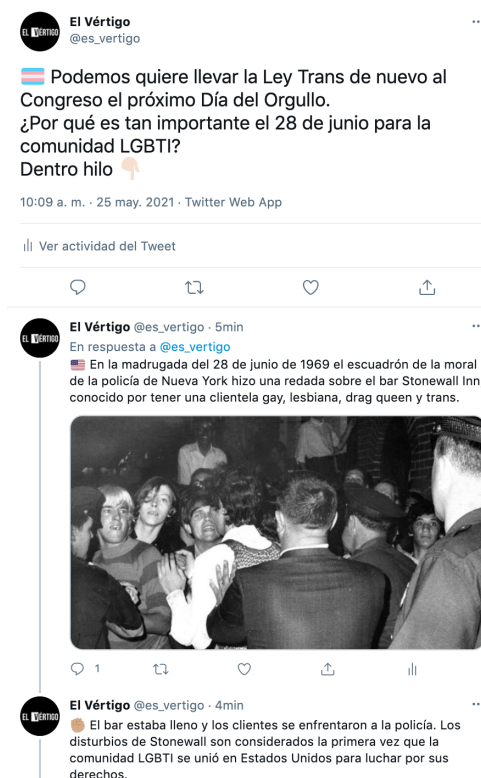 EL VÉRTIGO
El Vértigo
@es_vertigo
Podemos quiere llevar la Ley Trans de nuevo al
Congreso el próximo Día del Orgullo.
¿Por qué es tan importante el 28 de junio para la
comunidad LGBTI?
Dentro hilo
10:09 a. m. · 25 may. 2021 · Twitter Web App
Ver actividad del Tweet
EL VÉRTIGO
El Vértigo @es_vertigo · 5min
En respuesta a @es_vertigo
En la madrugada del 28 de junio de 1969 el escuadrón de la moral
de la policía de Nueva York hizo una redada sobre el bar Stonewall Inn
conocido por tener una clientela gay, lesbiana, drag queen y trans.
1
EL VÉRTIGO
El Vértigo @es_vertigo · 4min
El bar estaba lleno y los clientes se enfrentaron a la policía. Los
disturbios de Stonewall son considerados la primera vez que la
comunidad LGBTI se unió en Estados Unidos para luchar por sus
derechos.